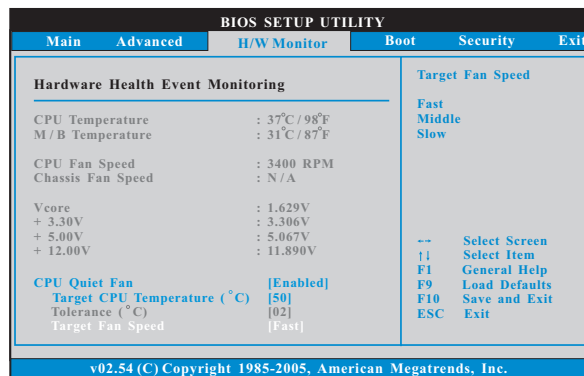 BIOS SETUP UTILITY
Main Advanced H/W Monitor Boot Security Exit
Hardware Health Event Monitoring
CPU Temperature : 37°C / 98°F
M / B Temperature : 31°C / 87°F
CPU Fan Speed : 3400 RPM
Chassis Fan Speed : N / A
Vcore : 1.629V
+ 3.30V : 3.306V
+ 5.00V : 5.067V
+ 12.00V : 11.890V
CPU Quiet Fan [Enabled]
Target CPU Temperature ( °C) [50]
Tolerance ( °C) [02]
Target Fan Speed [Fast]
Target Fan Speed
Fast
Middle
Slow
←→ Select Screen
↑↓ Select Item
F1 General Help
F9 Load Defaults
F10 Save and Exit
ESC Exit
v02.54 (C) Copyright 1985-2005, American Megatrends, Inc.